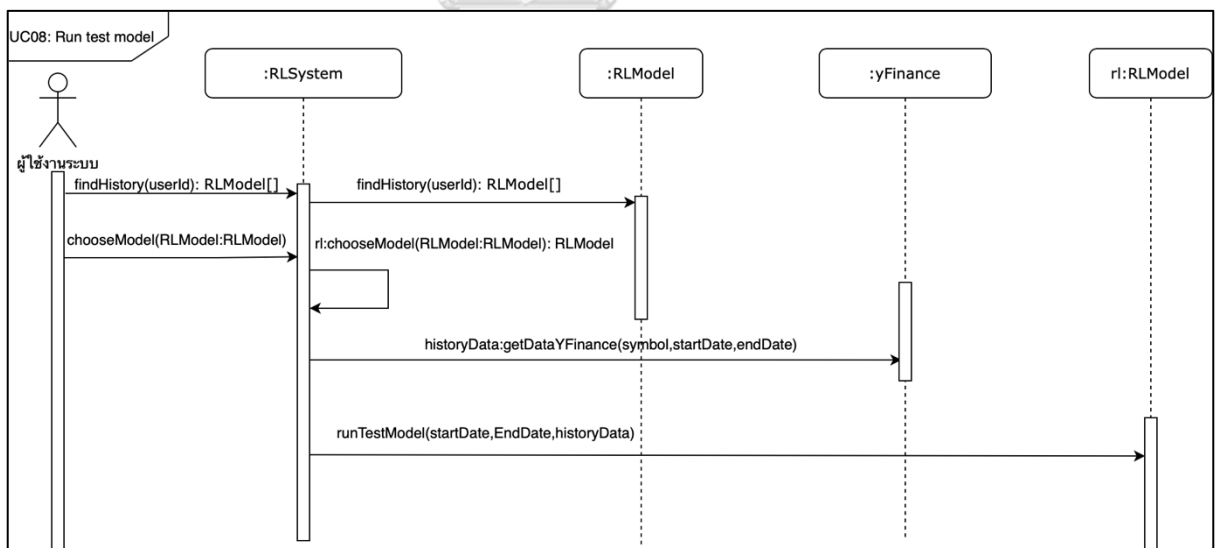 UC08: Run test model
:RLSystem
:RLModel
:yFinance
rl:RLModel
ผู้ใช้งานระบบ
findHistory(userId): RLModel[]
findHistory(userId): RLModel[]
chooseModel(RLModel:RLModel)
rl:chooseModel(RLModel:RLModel): RLModel
historyData:getDataYFinance(symbol,startDate,endDate)
runTestModel(startDate,EndDate,historyData)